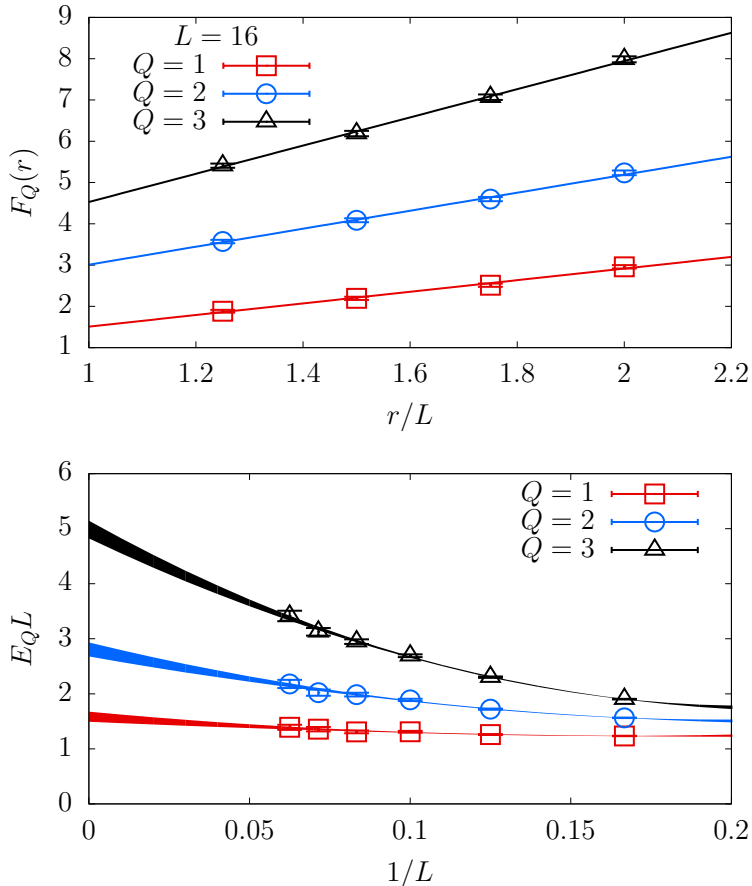 9
8
7
6
5
4
3
2
1
F_Q(r)
L = 16
Q = 1
Q = 2
Q = 3
1 1.2 1.4 1.6 1.8 2 2.2
r/L
6
5
4
3
2
1
0
E_Q L
Q = 1
Q = 2
Q = 3
0 0.05 0.1 0.15 0.2
1/L